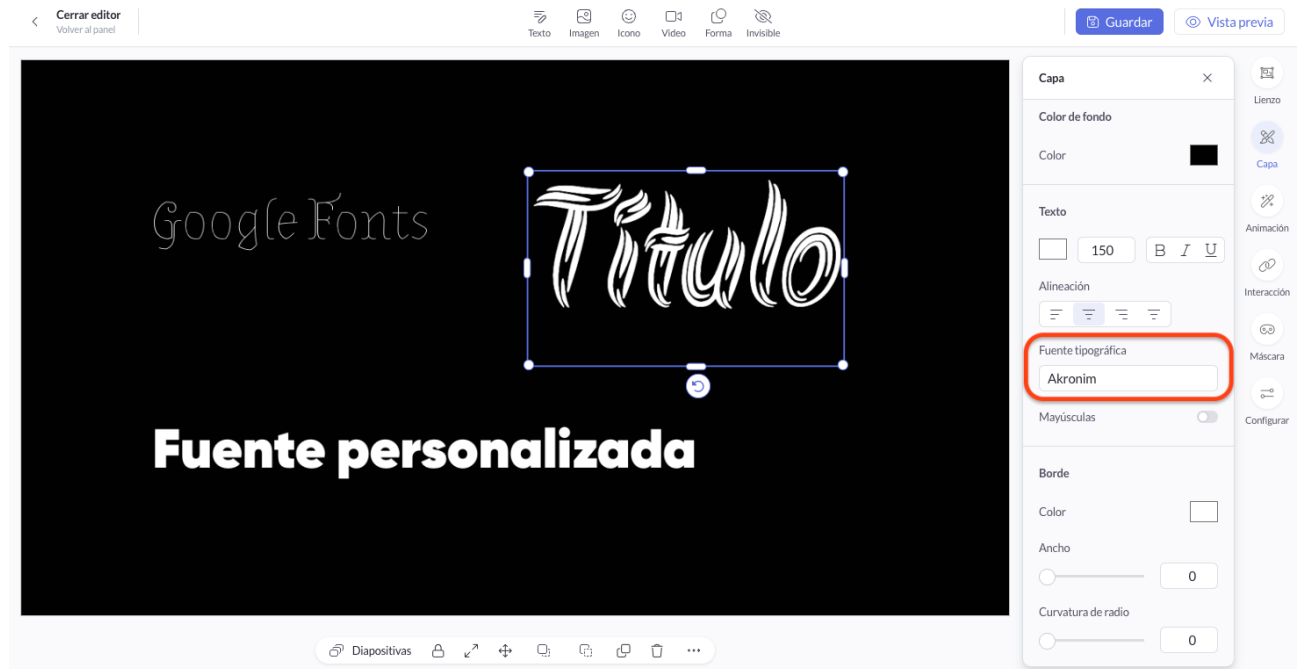 Cerrar editor
Volver al panel
Texto
Imagen
Icono
Video
Forma
Invisible
Guardar
Vista previa
Google Fonts
Titulo
Fuente personalizada
Diapositivas
Capa
Color de fondo
Color
Texto
150
B I U
Alineación
Fuente tipográfica
Akronim
Mayúsculas
Borde
Color
Ancho
0
Curvatura de radio
0
Lienzo
Capa
Animación
Interacción
Máscara
Configurar